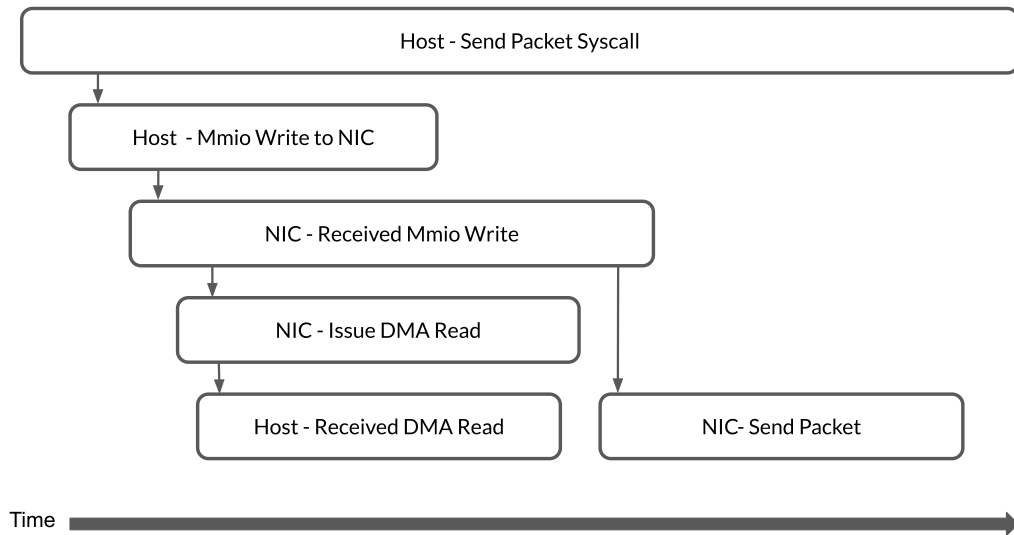 Host - Send Packet Syscall
Host - Mmio Write to NIC
NIC - Received Mmio Write
NIC - Issue DMA Read
Host - Received DMA Read
NIC- Send Packet
Time